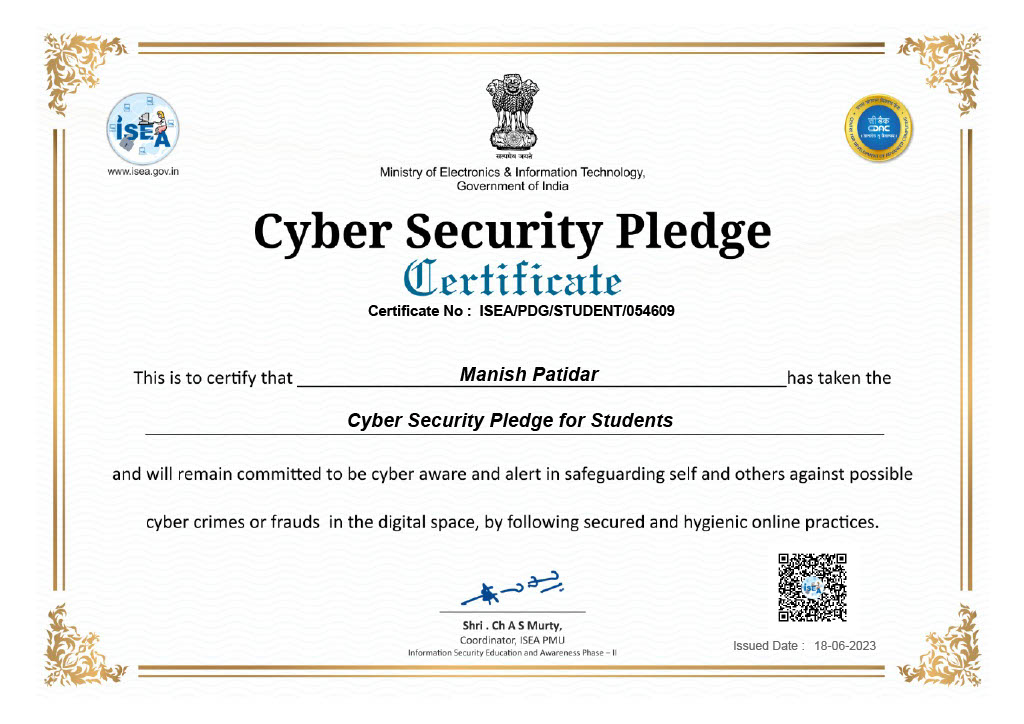 ISEA
www.isea.gov.in
सत्यमेव जयते
सी डैक
CDAC
Ministry of Electronics & Information Technology,
Government of India
Cyber Security Pledge
Certificate
Certificate No : ISEA/PDG/STUDENT/054609
This is to certify that Manish Patidar has taken the
Cyber Security Pledge for Students
and will remain committed to be cyber aware and alert in safeguarding self and others against possible
cyber crimes or frauds in the digital space, by following secured and hygienic online practices.
ISEA
Shri . Ch A S Murty,
Coordinator, ISEA PMU
Information Security Education and Awareness Phase – II
Issued Date : 18-06-2023